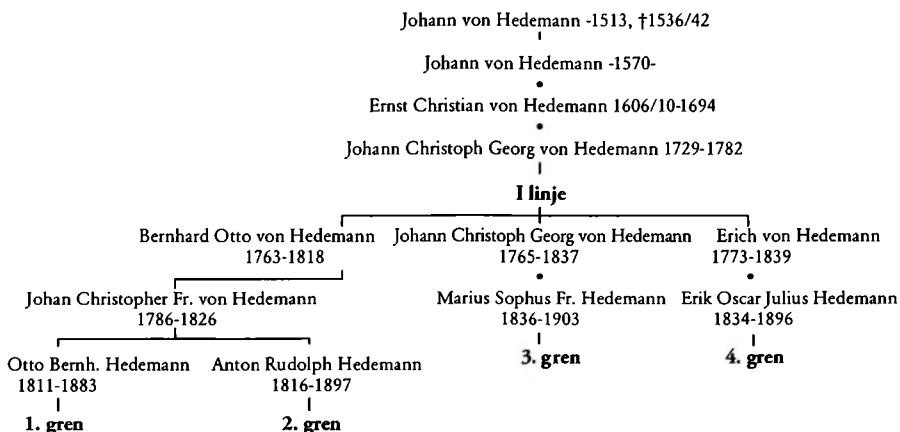 Johann von Hedemann -1513, †1536/42
Johann von Hedemann -1570-
Ernst Christian von Hedemann 1606/10-1694
Johann Christoph Georg von Hedemann 1729-1782
I linje
Bernhard Otto von Hedemann
1763-1818
Johann Christoph Georg von Hedemann
1765-1837
Erich von Hedemann
1773-1839
Johan Christopher Fr. von Hedemann
1786-1826
Marius Sophus Fr. Hedemann
1836-1903
Erik Oscar Julius Hedemann
1834-1896
3. gren
4. gren
Otto Bernh. Hedemann
1811-1883
Anton Rudolph Hedemann
1816-1897
1. gren
2. gren